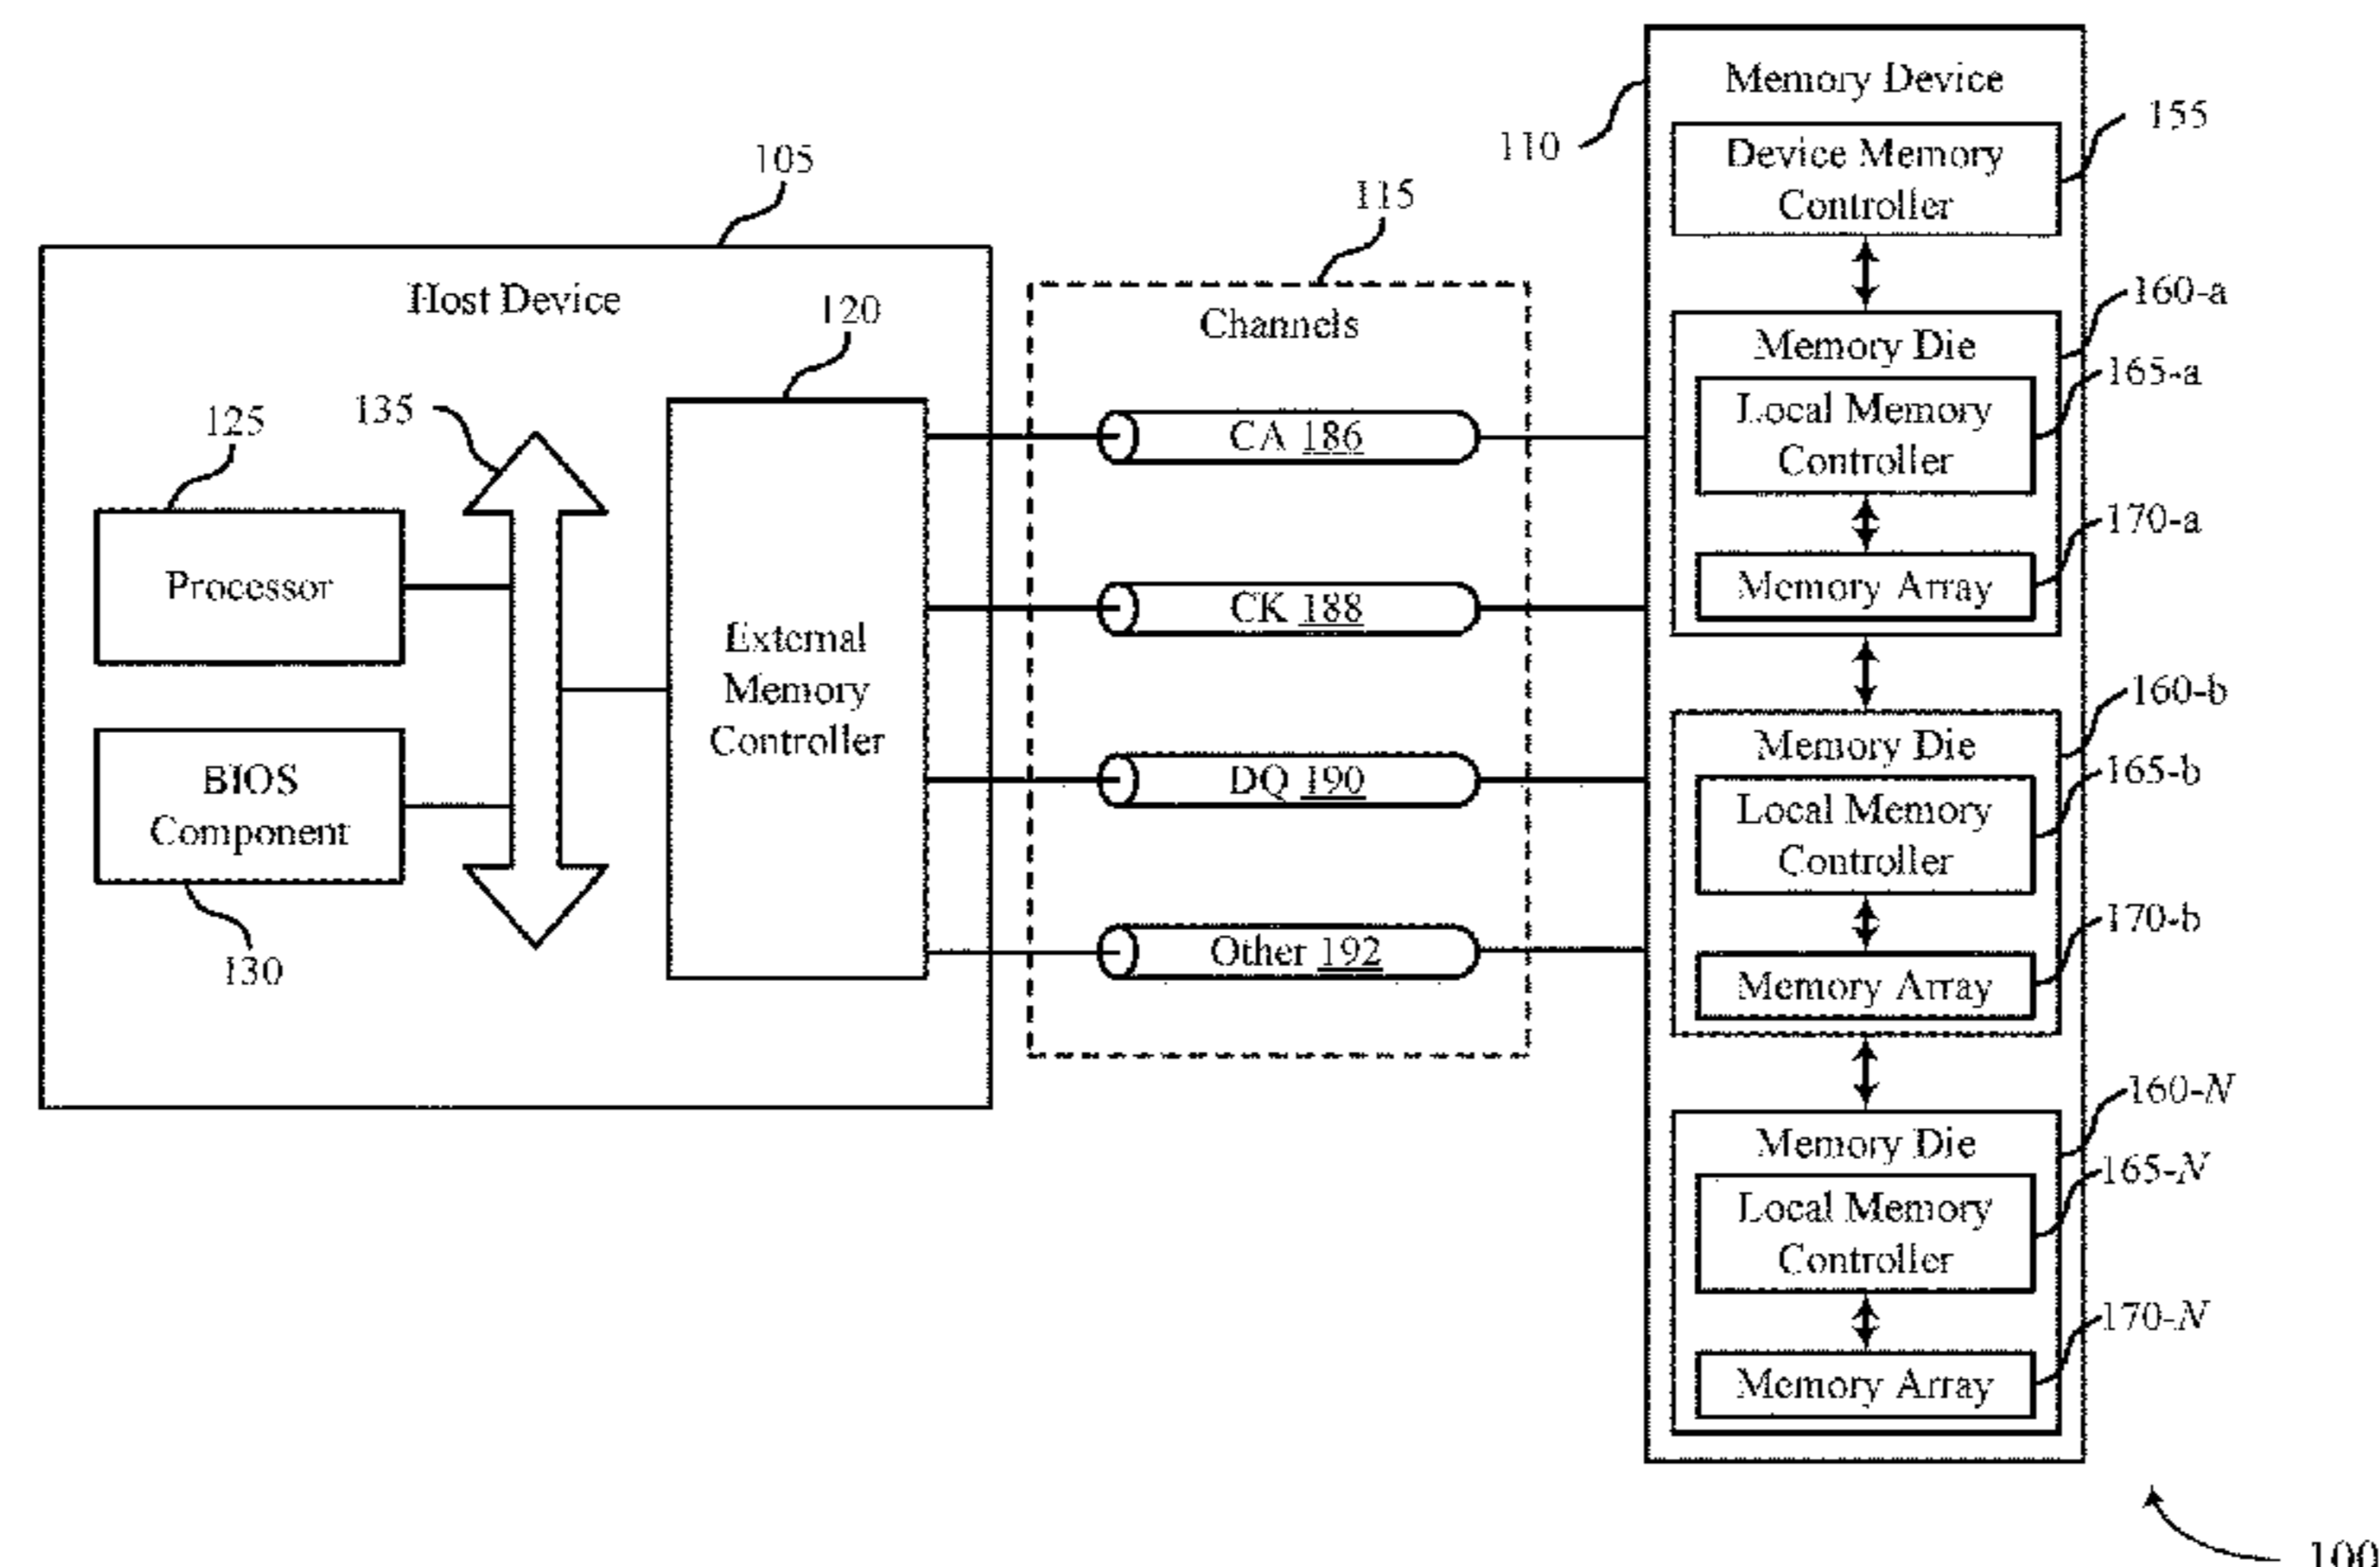 Memory Device
155
Device Memory
Controller
110
105
115
Host Device
120
Channels
160-a
Memory Die
165-a
Local Memory
Controller
125
135
CA 186
170-a
Processor
CK 188
Memory Array
External
Memory
Controller
160-b
Memory Die
165-b
BIOS
Component
DQ 190
Local Memory
Controller
170-b
130
Other 192
Memory Array
160-N
Memory Die
165-N
Local Memory
Controller
170-N
Memory Array
100